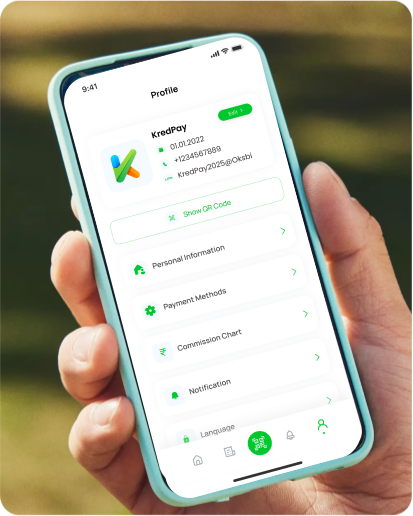 9:41
Profile
KredPay
Edit
01.01.2022
+1234567889
KredPay2025@Oksbi
Show QR Code
Personal Information
Payment Methods
Commission Chart
Notification
Language